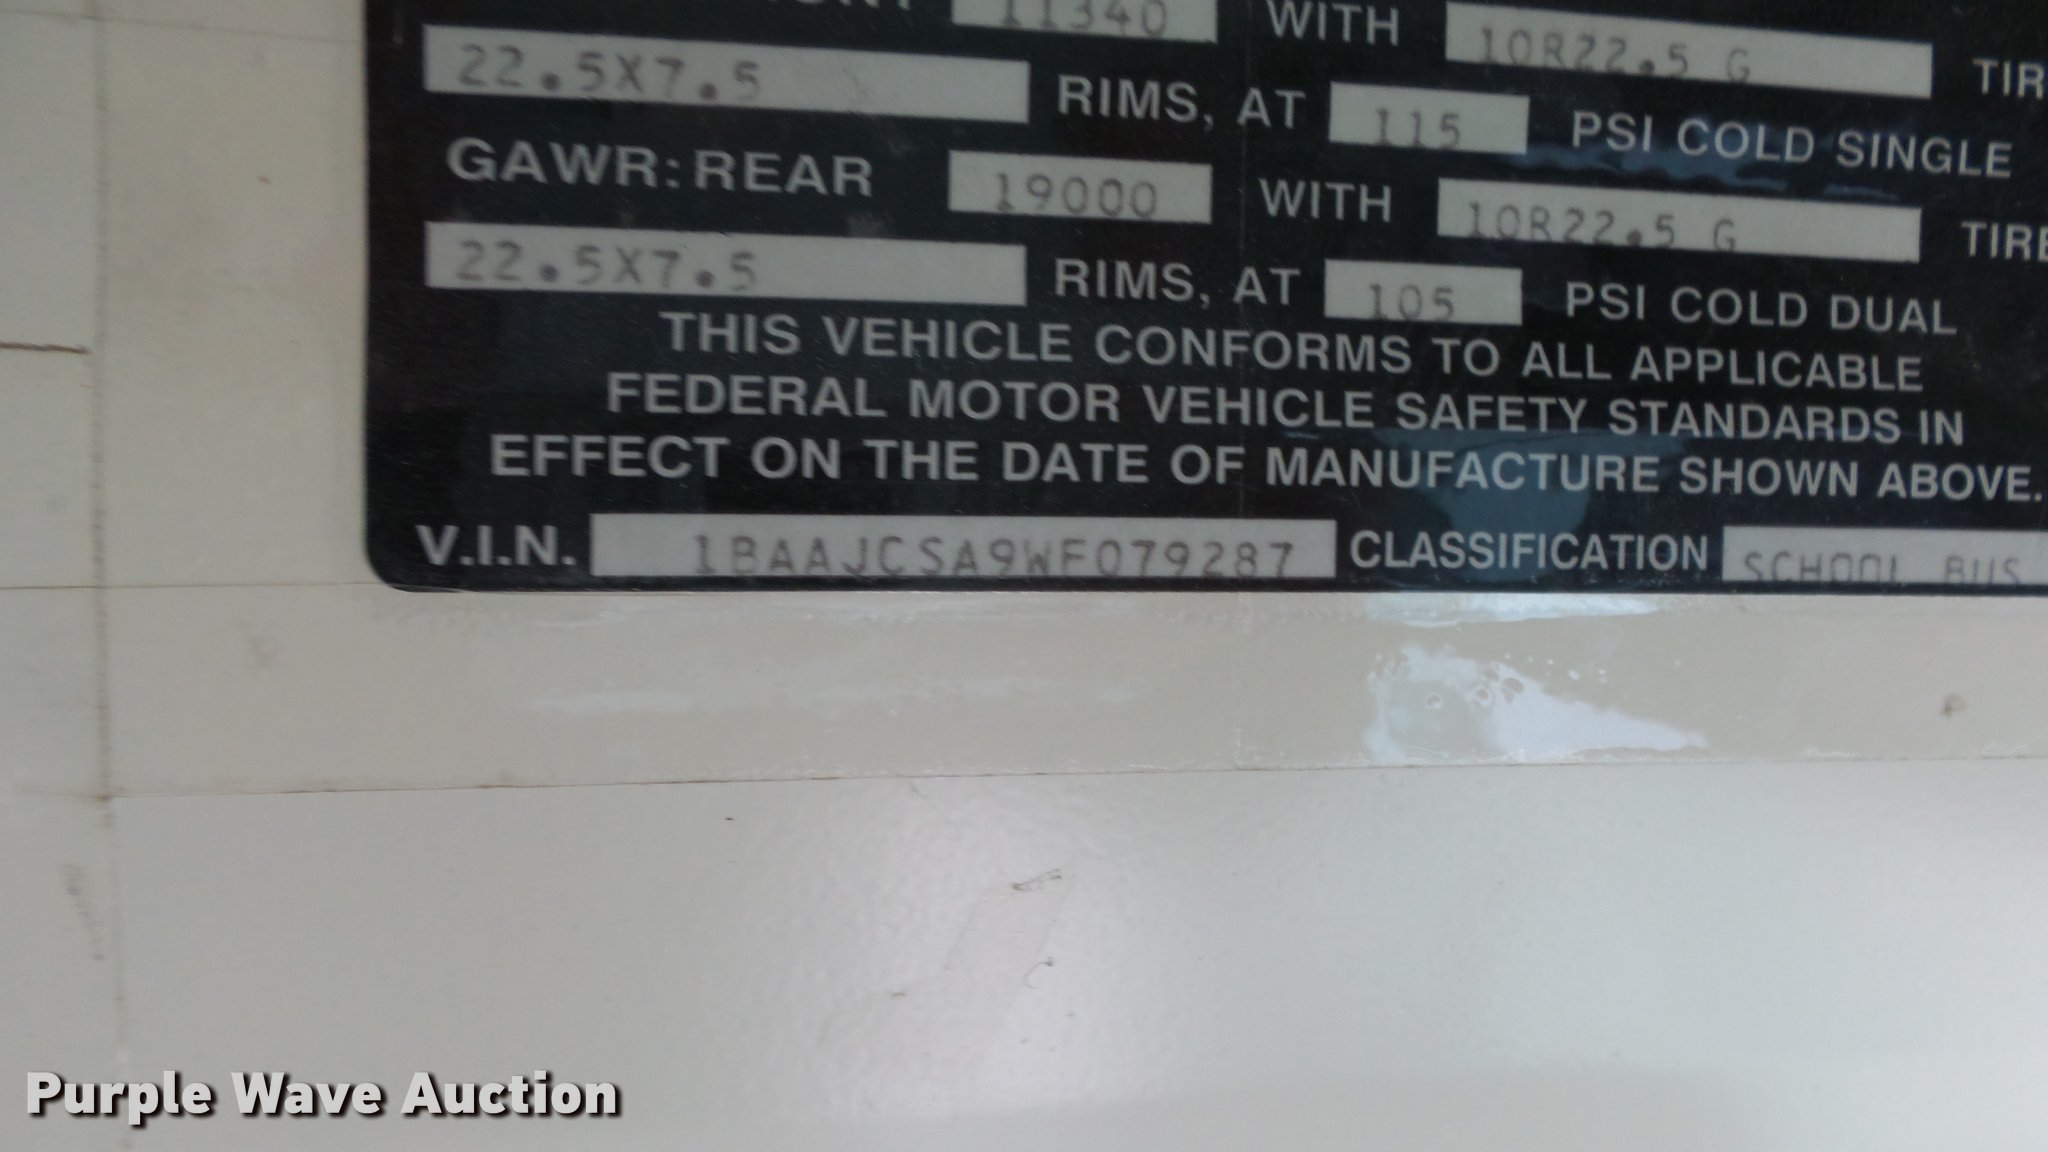 11340 WITH 10R22.5 G
22.5X7.5 RIMS, AT 115 PSI COLD SINGLE
GAWR: REAR 19000 WITH 10R22.5 G TIRE
22.5X7.5 RIMS, AT 105 PSI COLD DUAL
THIS VEHICLE CONFORMS TO ALL APPLICABLE
FEDERAL MOTOR VEHICLE SAFETY STANDARDS IN
EFFECT ON THE DATE OF MANUFACTURE SHOWN ABOVE.
V.I.N. 1BAAJCSA9WF079287 CLASSIFICATION SCHOOL BUS
Purple Wave Auction